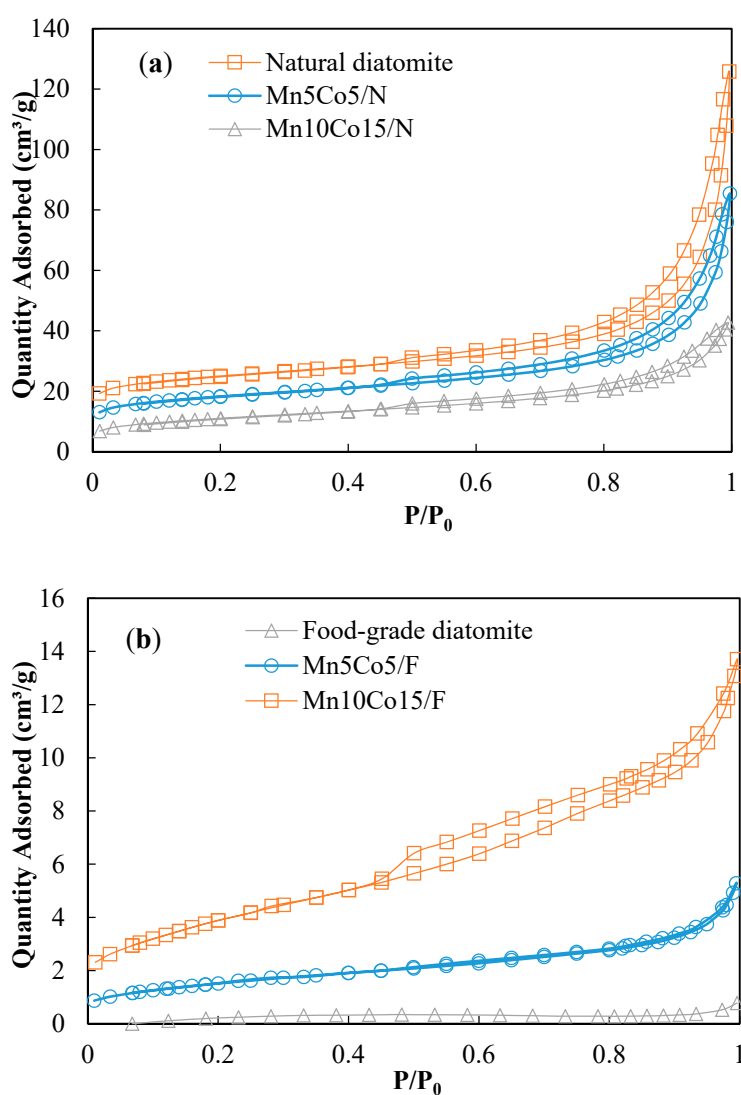 (a)
Natural diatomite
Mn5Co5/N
Mn10Co15/N
Quantity Adsorbed (cm³/g)
140
120
100
80
60
40
20
0
0 0.2 0.4 0.6 0.8 1
P/P₀
(b)
Food-grade diatomite
Mn5Co5/F
Mn10Co15/F
Quantity Adsorbed (cm³/g)
16
14
12
10
8
6
4
2
0
0 0.2 0.4 0.6 0.8 1
P/P₀